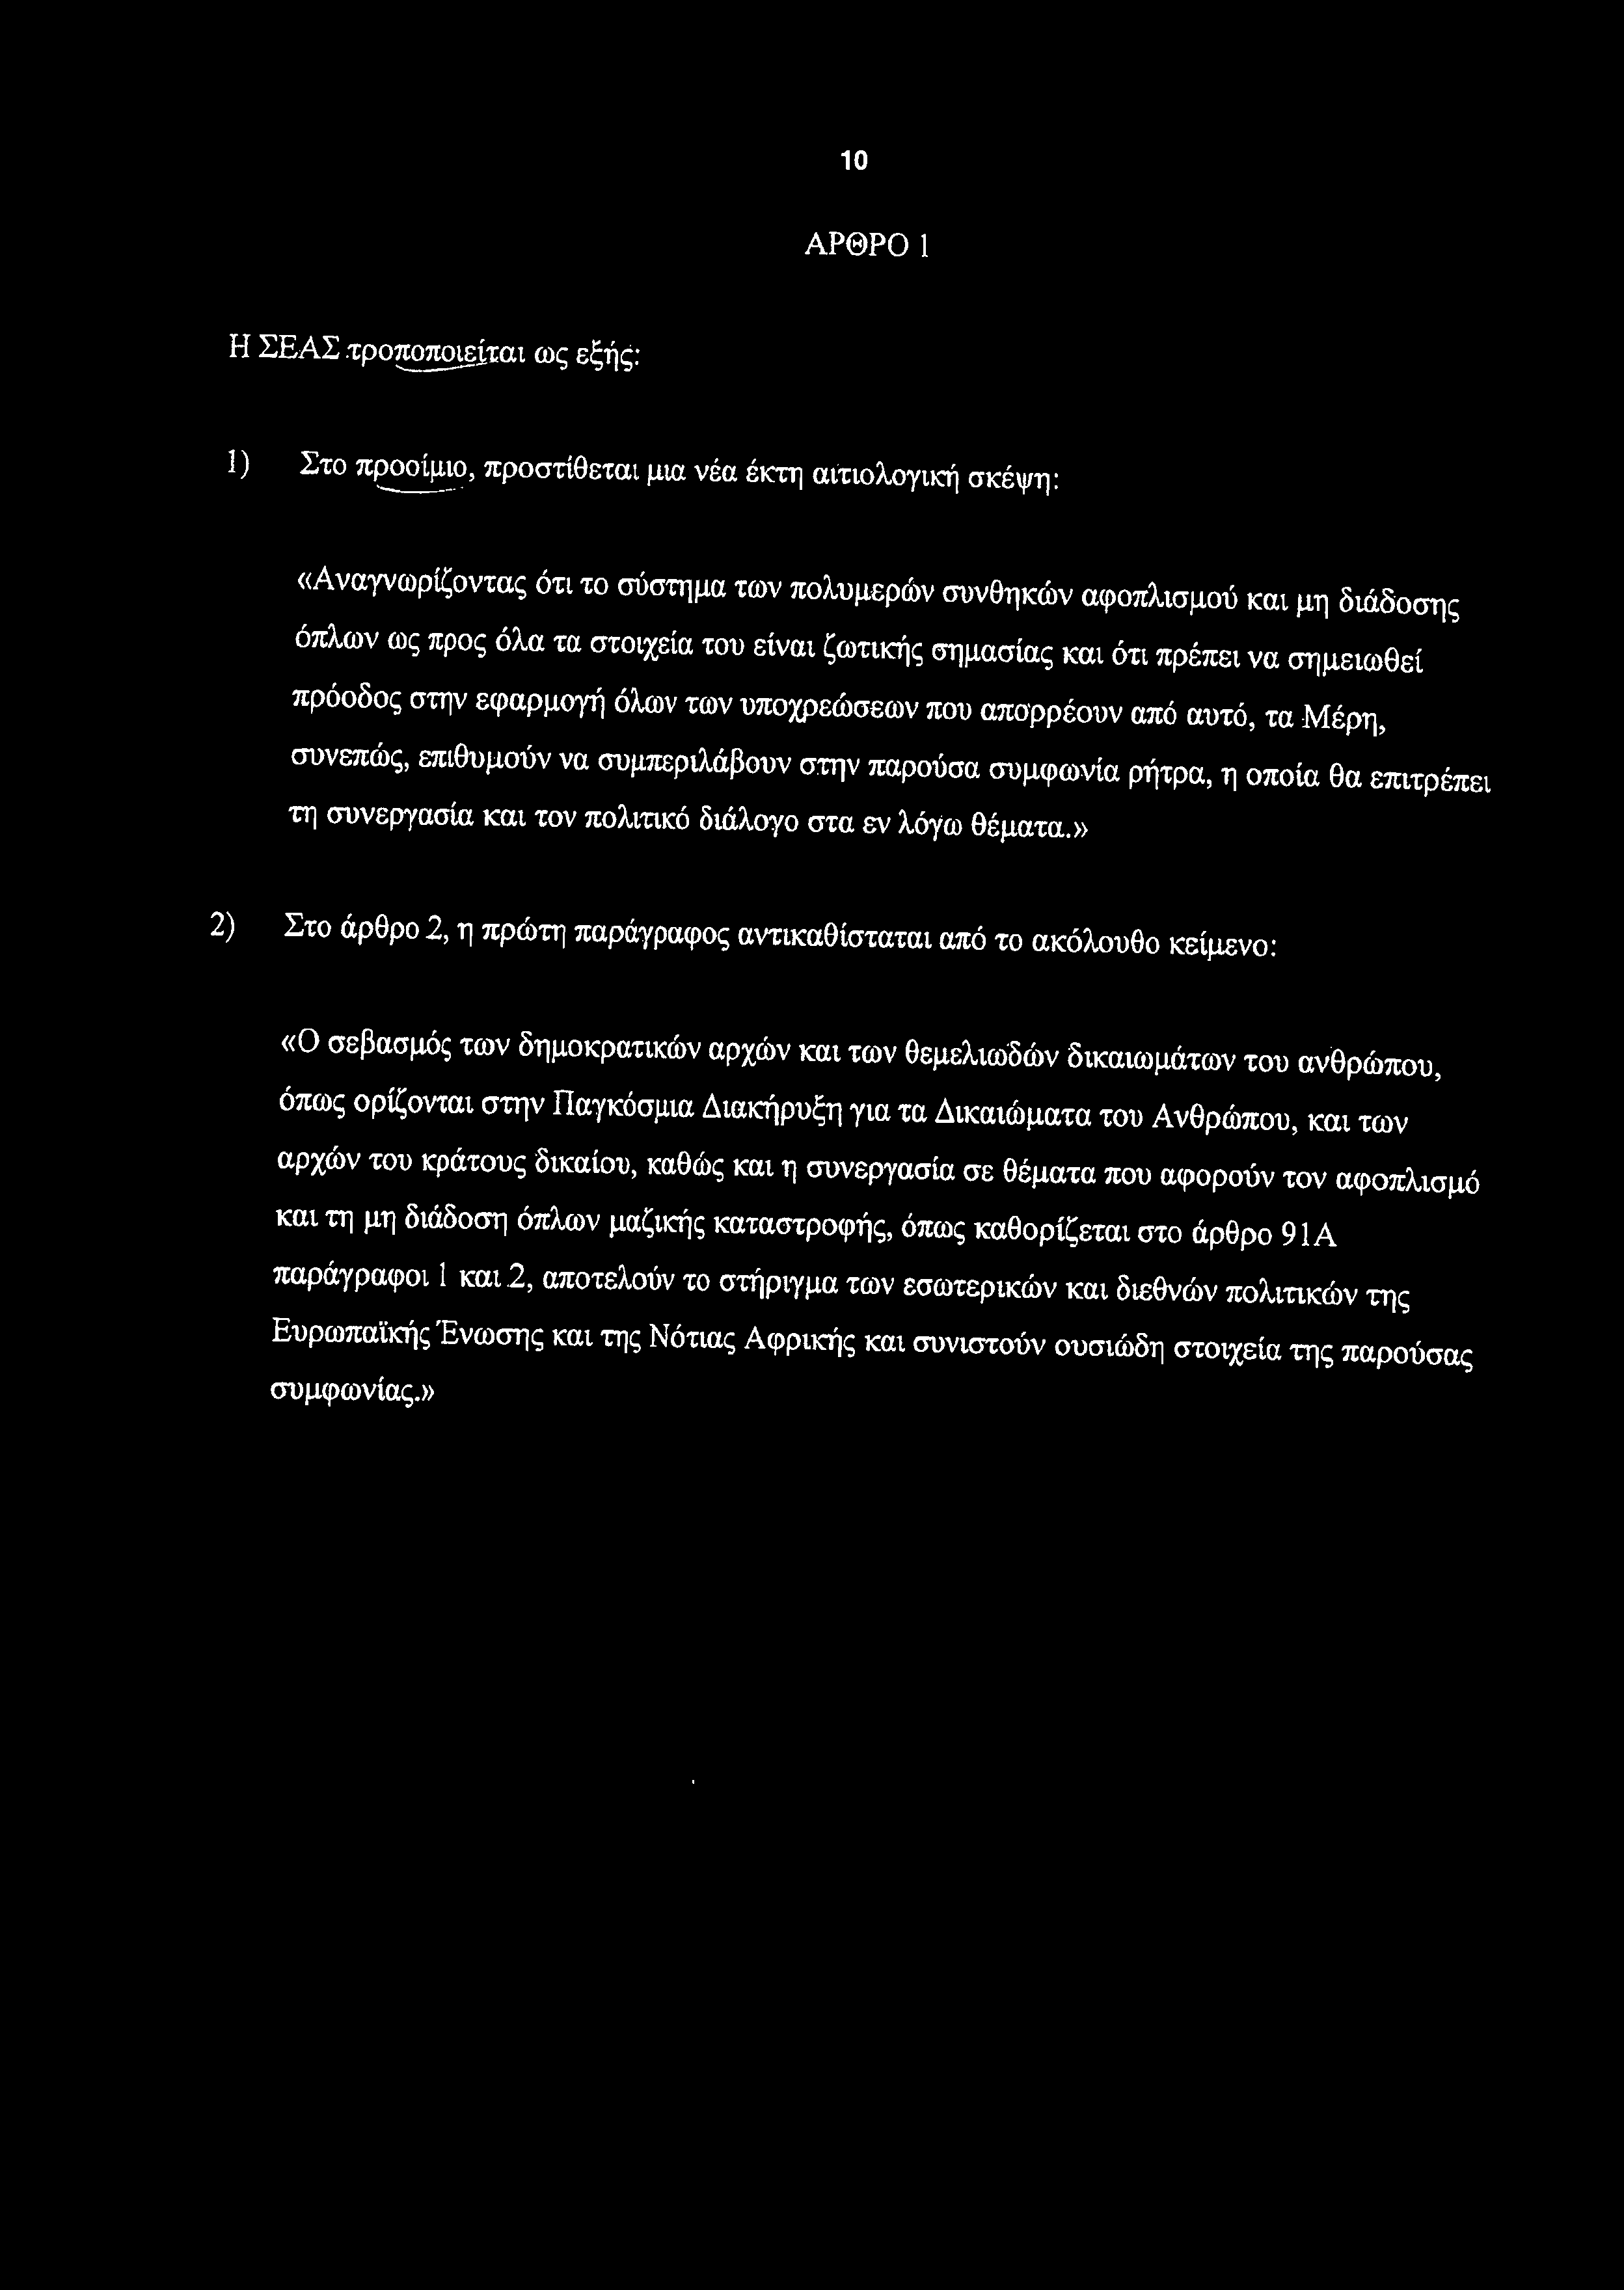 10
ΑΡΘΡΟ 1
Η ΣΕΑΣ τροποποιείται ως εξής:
1) Στο προοίμιο, προστίθεται μια νέα έκτη αιτιολογική σκέψη:
«Αναγνωρίζοντας ότι το σύστημα των πολυμερών συνθηκών αφοπλισμού και μη διάδοσης
όπλων ως προς όλα τα στοιχεία του είναι ζωτικής σημασίας και ότι πρέπει να σημειωθεί
πρόοδος στην εφαρμογή όλων των υποχρεώσεων που απορρέουν από αυτό, τα Μέρη,
συνεπώς, επιθυμούν να συμπεριλάβουν στην παρούσα συμφωνία ρήτρα, η οποία θα επιτρέπει
τη συνεργασία και τον πολιτικό διάλογο στα εν λόγω θέματα.»
2) Στο άρθρο 2, η πρώτη παράγραφος αντικαθίσταται από το ακόλουθο κείμενο:
«Ο σεβασμός των δημοκρατικών αρχών και των θεμελιωδών δικαιωμάτων του ανθρώπου,
όπως ορίζονται στην Παγκόσμια Διακήρυξη για τα Δικαιώματα του Ανθρώπου, και των
αρχών του κράτους δικαίου, καθώς και η συνεργασία σε θέματα που αφορούν τον αφοπλισμό
και τη μη διάδοση όπλων μαζικής καταστροφής, όπως καθορίζεται στο άρθρο 91Α
παράγραφοι 1 και 2, αποτελούν το στήριγμα των εσωτερικών και διεθνών πολιτικών της
Ευρωπαϊκής Ένωσης και της Νότιας Αφρικής και συνιστούν ουσιώδη στοιχεία της παρούσας
συμφωνίας.»